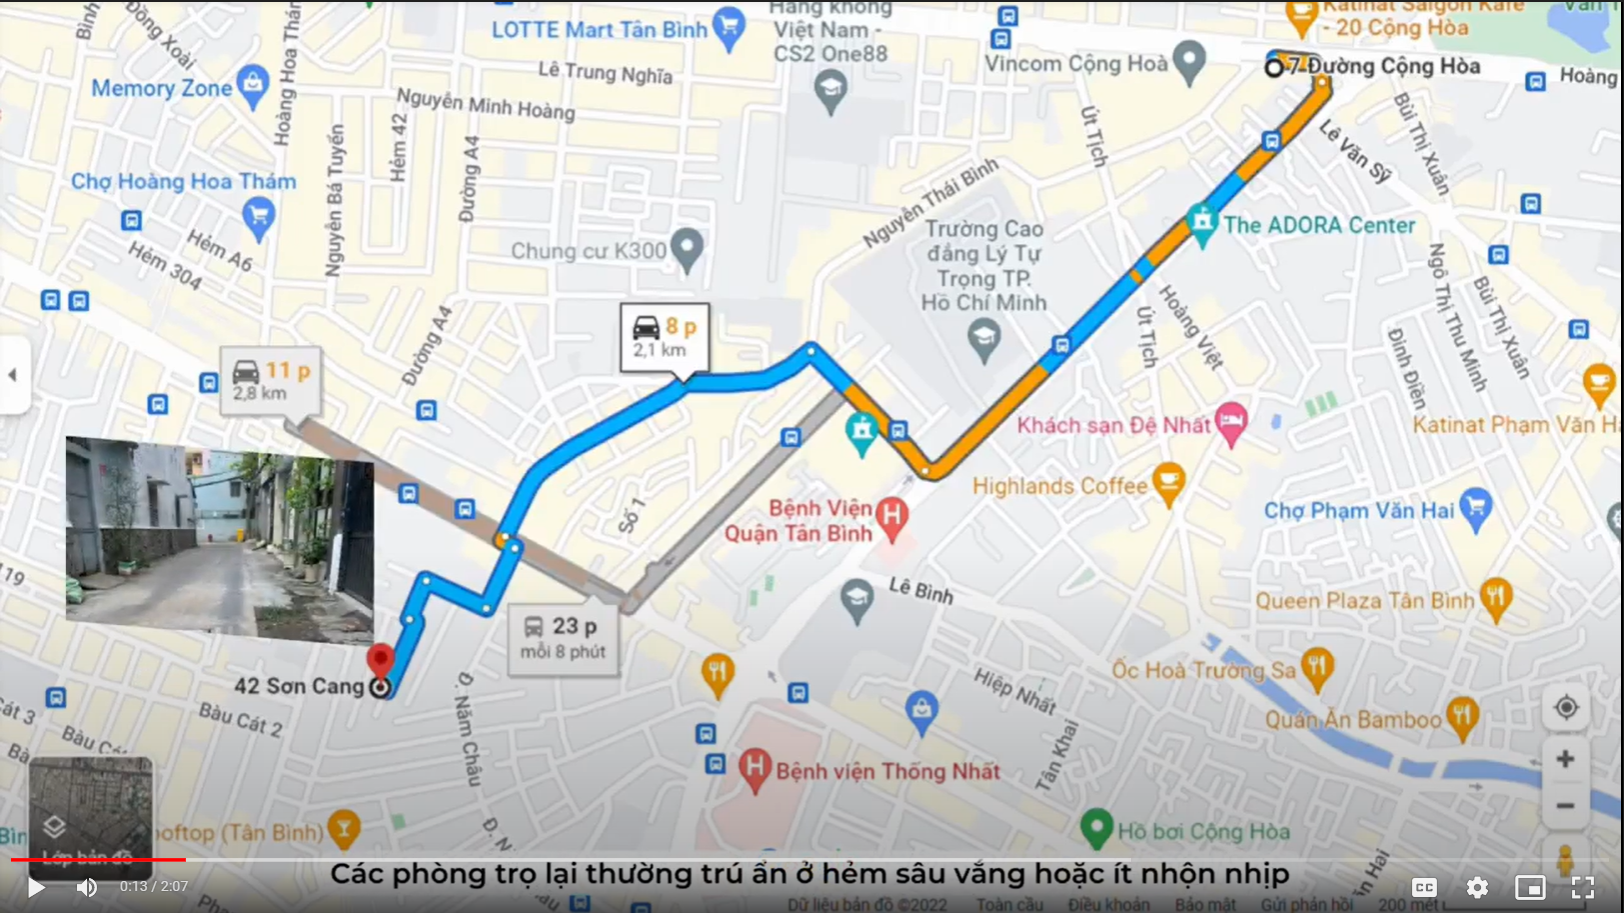 Bình
Đồng Xoài
Hoàng Hoa Thám
LOTTE Mart Tân Bình
Hàng không
Việt Nam -
CS2 One88
Katinat Saigon Kafe
- 20 Cộng Hòa
Vincom Cộng Hoà
7 Đường Cộng Hòa
Hoàng
Memory Zone
Lê Trung Nghĩa
Nguyễn Minh Hoàng
Hẻm 42
Nguyễn Bá Tuyển
Đường A4
Út Tịch
Lê Văn Sỹ
Bùi Thị Xuân
Chợ Hoàng Hoa Thám
Nguyễn Thái Bình
Hẻm A6
Hẻm 304
Chung cư K300
Trường Cao
đẳng Lý Tự
Trọng TP.
Hồ Chí Minh
The ADORA Center
Ngô Thị Thu Minh
Bùi Thị Xuân
Hoàng Việt
Út Tịch
Đường A4
8 p
2,1 km
11 p
2,8 km
Đinh Điền
Khách sạn Đệ Nhất
Katinat Phạm Văn H
Highlands Coffee
Số 1
Bệnh Viện
Quận Tân Bình
Chợ Phạm Văn Hai
119
Lê Bình
Queen Plaza Tân Bình
23 p
mỗi 8 phút
42 Sơn Cang
Ốc Hoà Trường Sa
Hiệp Nhất
Đ. Năm Châu
Cát 3
Bàu Cát 2
Quán Ăn Bamboo
Tân Khai
Bệnh viện Thống Nhất
ooftop (Tân Bình)
Lớp bản đồ
Hồ bơi Cộng Hòa
Các phòng trọ lại thường trú ẩn ở hẻm sâu vắng hoặc ít nhộn nhịp
0:13 / 2:07
CC
Dữ liệu bản đồ ©2022 Toàn cầu Điều khoản Bảo mật Gửi phản hồi 200 mét